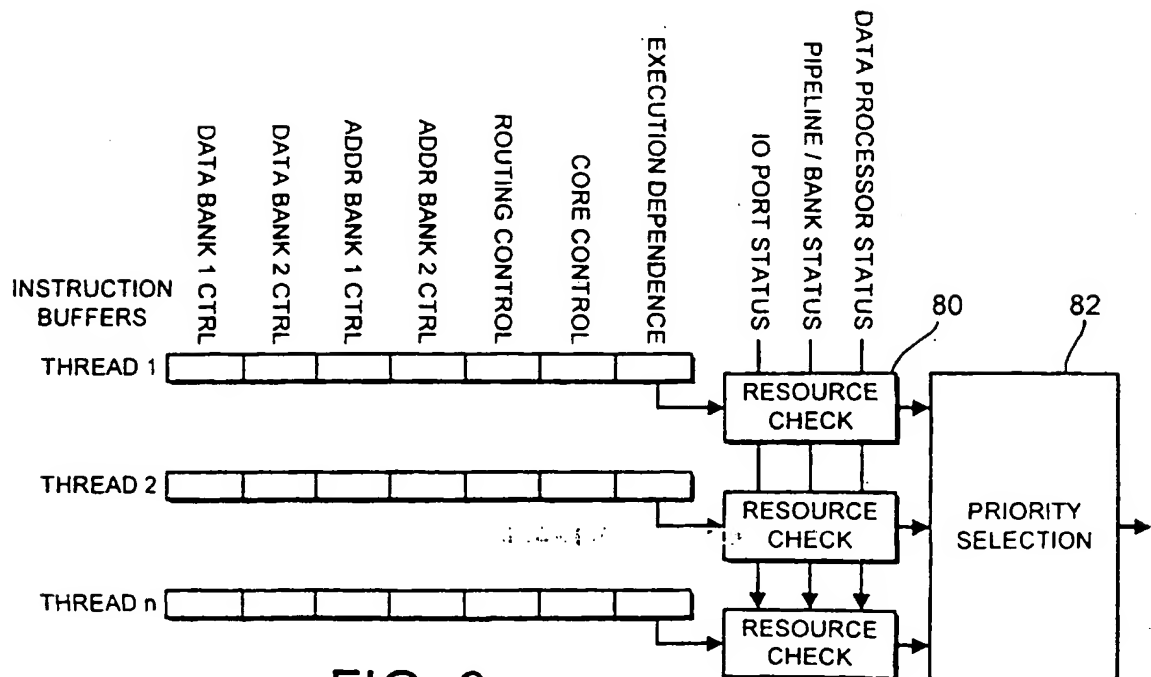 DATA BANK 1 CTRL
DATA BANK 2 CTRL
ADDR BANK 1 CTRL
ADDR BANK 2 CTRL
ROUTING CONTROL
CORE CONTROL
EXECUTION DEPENDENCE
IO PORT STATUS
PIPELINE / BANK STATUS
DATA PROCESSOR STATUS
INSTRUCTION
BUFFERS
THREAD 1
THREAD 2
THREAD n
RESOURCE
CHECK
RESOURCE
CHECK
RESOURCE
CHECK
80
82
PRIORITY
SELECTION